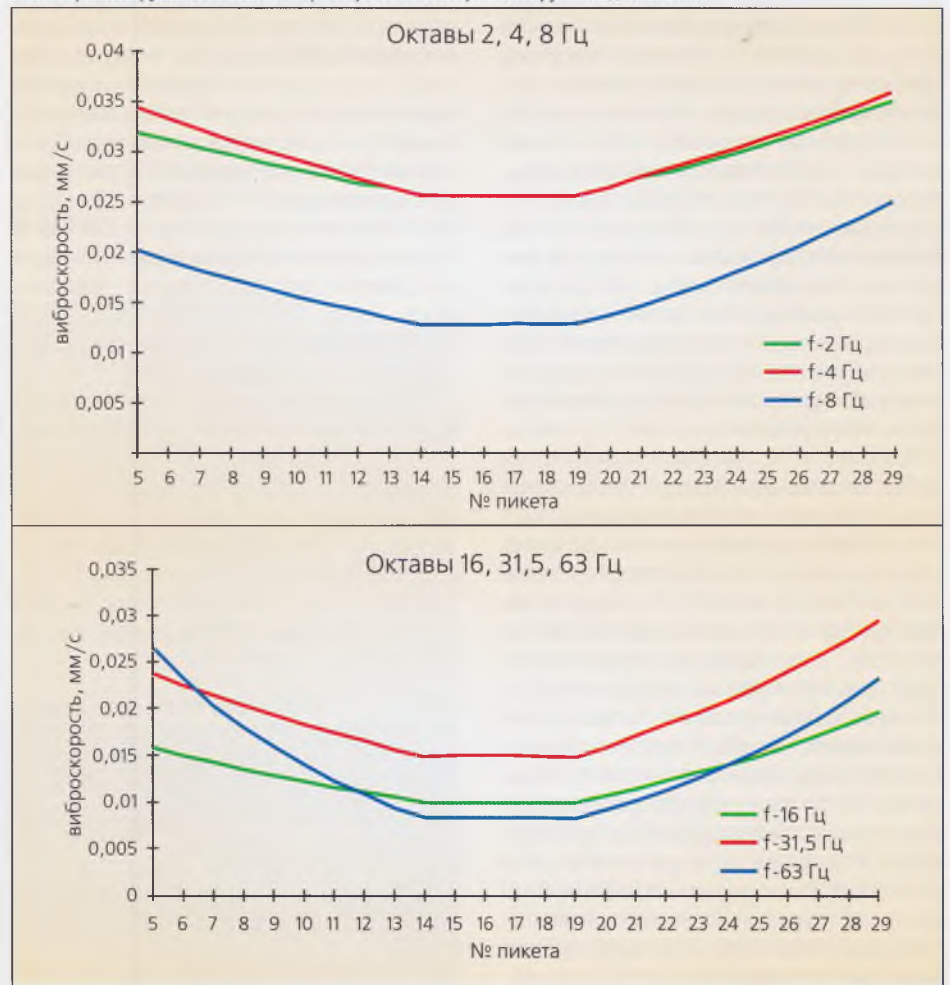 Октавы 2, 4, 8 Гц
виброскорость, мм/с
0,04
0,035
0,03
0,025
0,02
0,015
0,01
0,005
f-2 Гц
f-4 Гц
f-8 Гц
5 6 7 8 9 10 11 12 13 14 15 16 17 18 19 20 21 22 23 24 25 26 27 28 29
№ пикета
Октавы 16, 31,5, 63 Гц
виброскорость, мм/с
0,035
0,03
0,025
0,02
0,015
0,01
0,005
0
f-16 Гц
f-31,5 Гц
f-63 Гц
5 6 7 8 9 10 11 12 13 14 15 16 17 18 19 20 21 22 23 24 25 26 27 28 29
№ пикета